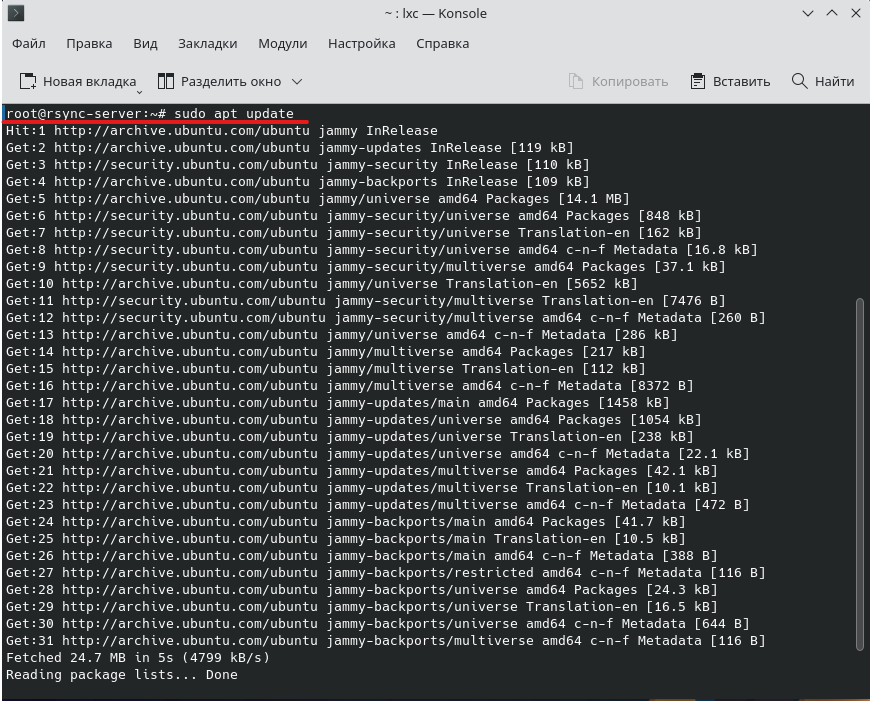 ~ : lxc — Konsole
Файл Правка Вид Закладки Модули Настройка Справка
Новая вкладка Разделить окно Копировать Вставить Найти
root@rsync-server:~# sudo apt update
Hit:1 http://archive.ubuntu.com/ubuntu jammy InRelease
Get:2 http://archive.ubuntu.com/ubuntu jammy-updates InRelease [119 kB]
Get:3 http://security.ubuntu.com/ubuntu jammy-security InRelease [110 kB]
Get:4 http://archive.ubuntu.com/ubuntu jammy-backports InRelease [109 kB]
Get:5 http://archive.ubuntu.com/ubuntu jammy/universe amd64 Packages [14.1 MB]
Get:6 http://security.ubuntu.com/ubuntu jammy-security/universe amd64 Packages [848 kB]
Get:7 http://security.ubuntu.com/ubuntu jammy-security/universe Translation-en [162 kB]
Get:8 http://security.ubuntu.com/ubuntu jammy-security/universe amd64 c-n-f Metadata [16.8 kB]
Get:9 http://security.ubuntu.com/ubuntu jammy-security/multiverse amd64 Packages [37.1 kB]
Get:10 http://archive.ubuntu.com/ubuntu jammy/universe Translation-en [5652 kB]
Get:11 http://security.ubuntu.com/ubuntu jammy-security/multiverse Translation-en [7476 B]
Get:12 http://security.ubuntu.com/ubuntu jammy-security/multiverse amd64 c-n-f Metadata [260 B]
Get:13 http://archive.ubuntu.com/ubuntu jammy/universe amd64 c-n-f Metadata [286 kB]
Get:14 http://archive.ubuntu.com/ubuntu jammy/multiverse amd64 Packages [217 kB]
Get:15 http://archive.ubuntu.com/ubuntu jammy/multiverse Translation-en [112 kB]
Get:16 http://archive.ubuntu.com/ubuntu jammy/multiverse amd64 c-n-f Metadata [8372 B]
Get:17 http://archive.ubuntu.com/ubuntu jammy-updates/main amd64 Packages [1458 kB]
Get:18 http://archive.ubuntu.com/ubuntu jammy-updates/universe amd64 Packages [1054 kB]
Get:19 http://archive.ubuntu.com/ubuntu jammy-updates/universe Translation-en [238 kB]
Get:20 http://archive.ubuntu.com/ubuntu jammy-updates/universe amd64 c-n-f Metadata [22.1 kB]
Get:21 http://archive.ubuntu.com/ubuntu jammy-updates/multiverse amd64 Packages [42.1 kB]
Get:22 http://archive.ubuntu.com/ubuntu jammy-updates/multiverse Translation-en [10.1 kB]
Get:23 http://archive.ubuntu.com/ubuntu jammy-updates/multiverse amd64 c-n-f Metadata [472 B]
Get:24 http://archive.ubuntu.com/ubuntu jammy-backports/main amd64 Packages [41.7 kB]
Get:25 http://archive.ubuntu.com/ubuntu jammy-backports/main Translation-en [10.5 kB]
Get:26 http://archive.ubuntu.com/ubuntu jammy-backports/main amd64 c-n-f Metadata [388 B]
Get:27 http://archive.ubuntu.com/ubuntu jammy-backports/restricted amd64 c-n-f Metadata [116 B]
Get:28 http://archive.ubuntu.com/ubuntu jammy-backports/universe amd64 Packages [24.3 kB]
Get:29 http://archive.ubuntu.com/ubuntu jammy-backports/universe Translation-en [16.5 kB]
Get:30 http://archive.ubuntu.com/ubuntu jammy-backports/universe amd64 c-n-f Metadata [644 B]
Get:31 http://archive.ubuntu.com/ubuntu jammy-backports/multiverse amd64 c-n-f Metadata [116 B]
Fetched 24.7 MB in 5s (4799 kB/s)
Reading package lists... Done